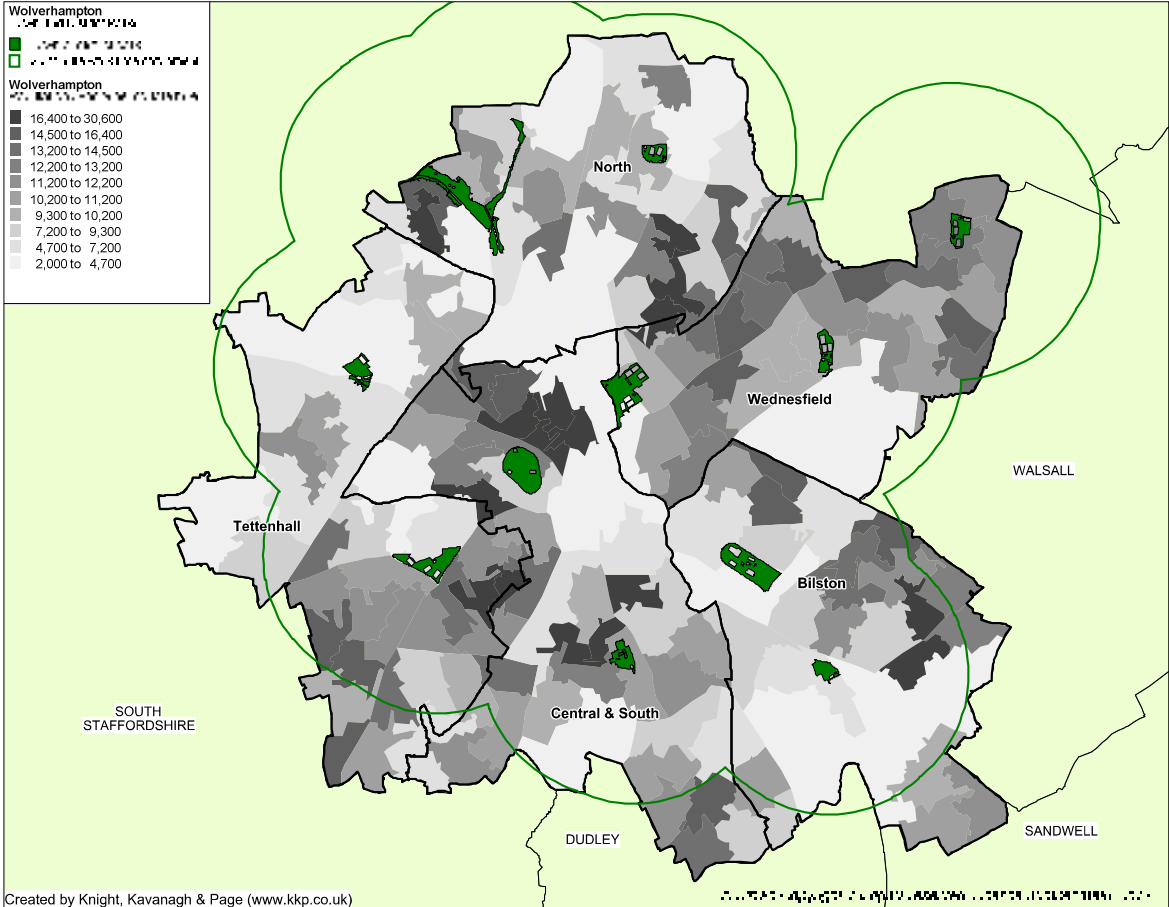 Wolverhampton
Wolverhampton
16,400 to 30,600
14,500 to 16,400
13,200 to 14,500
12,200 to 13,200
11,200 to 12,200
10,200 to 11,200
9,300 to 10,200
7,200 to 9,300
4,700 to 7,200
2,000 to 4,700
North
Wednesfield
WALSALL
Tettenhall
Bilston
SOUTH
STAFFORDSHIRE
Central & South
DUDLEY
SANDWELL
Created by Knight, Kavanagh & Page (www.kkp.co.uk)